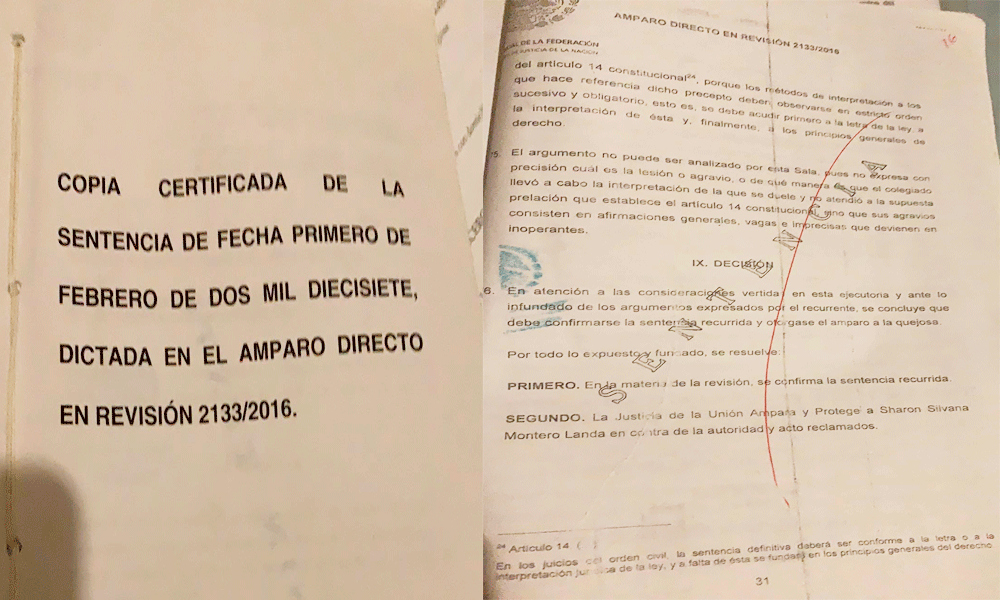 COPIA CERTIFICADA DE LA
SENTENCIA DE FECHA PRIMERO DE
FEBRERO DE DOS MIL DIECISIETE,
DICTADA EN EL AMPARO DIRECTO
EN REVISIÓN 2133/2016.
AMPARO DIRECTO EN REVISIÓN 2133/2016
DE LA FEDERACIÓN
JUSTICIA DE LA NACIÓN
del artículo 14 constitucional²⁴, porque los métodos de interpretación a los
que hace referencia dicho precepto deben observarse en estricto orden
sucesivo y obligatorio, esto es, se debe acudir primero a la letra de la ley, a
la interpretación de ésta y, finalmente, a los principios generales de
derecho.
5. El argumento no puede ser analizado por esta Sala, pues no expresa con
precisión cuál es la lesión o agravio, o de qué manera es que el colegiado
llevó a cabo la interpretación de la que se duele y no atendió a la supuesta
prelación que establece el artículo 14 constitucional, sino que sus agravios
consisten en afirmaciones generales, vagas e imprecisas que devienen en
inoperantes.
IX. DECISIÓN
6. En atención a las consideraciones vertidas en esta ejecutoria y ante lo
infundado de los argumentos expresados por el recurrente, se concluye que
debe confirmarse la sentencia recurrida y otorgase el amparo a la quejosa.
Por todo lo expuesto y fundado, se resuelve:
PRIMERO. En la materia de la revisión, se confirma la sentencia recurrida.
SEGUNDO. La Justicia de la Unión Ampara y Protege a Sharon Silvana
Montero Landa en contra de la autoridad y acto reclamados.
²⁴ Artículo 14 ( )
En los juicios del orden civil, la sentencia definitiva deberá ser conforme a la letra o a la
interpretación jurídica de la ley, y a falta de ésta se fundará en los principios generales del derecho
31